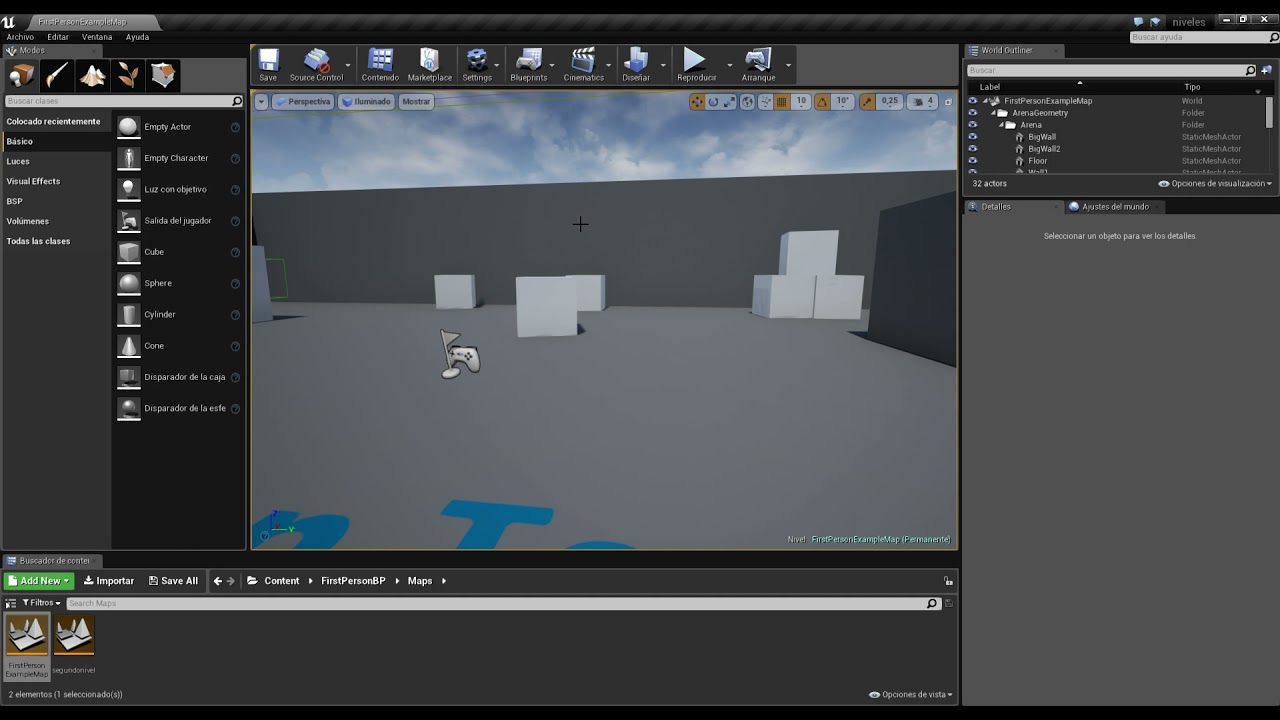 FirstPersonExampleMap
niveles
Archivo Editar Ventana Ayuda
Buscar ayuda
Modos
World Outliner
Save
Source Control
Contenido
Marketplace
Settings
Blueprints
Cinematics
Diseñar
Reproducir
Arranque
Buscar clases
Buscar
Perspectiva
Iluminado
Mostrar
10
10°
0,25
4
Label Tipo
FirstPersonExampleMap World
ArenaGeometry Folder
Arena Folder
BigWall StaticMeshActor
BigWall2 StaticMeshActor
Floor StaticMeshActor
Wall1
32 actors
Opciones de visualización
Colocado recientemente
Básico
Luces
Visual Effects
BSP
Volúmenes
Todas las clases
Empty Actor
Empty Character
Luz con objetivo
Salida del jugador
Cube
Sphere
Cylinder
Cone
Disparador de la caja
Disparador de la esfe
Detalles
Ajustes del mundo
Seleccionar un objeto para ver los detalles.
Z
Y
Nivel: FirstPersonExampleMap (Permanente)
Buscador de conter
Add New
Importar
Save All
Content
FirstPersonBP
Maps
Filtros
Search Maps
FirstPerson
ExampleMap
segundonivel
2 elementos (1 seleccionado(s))
Opciones de vista